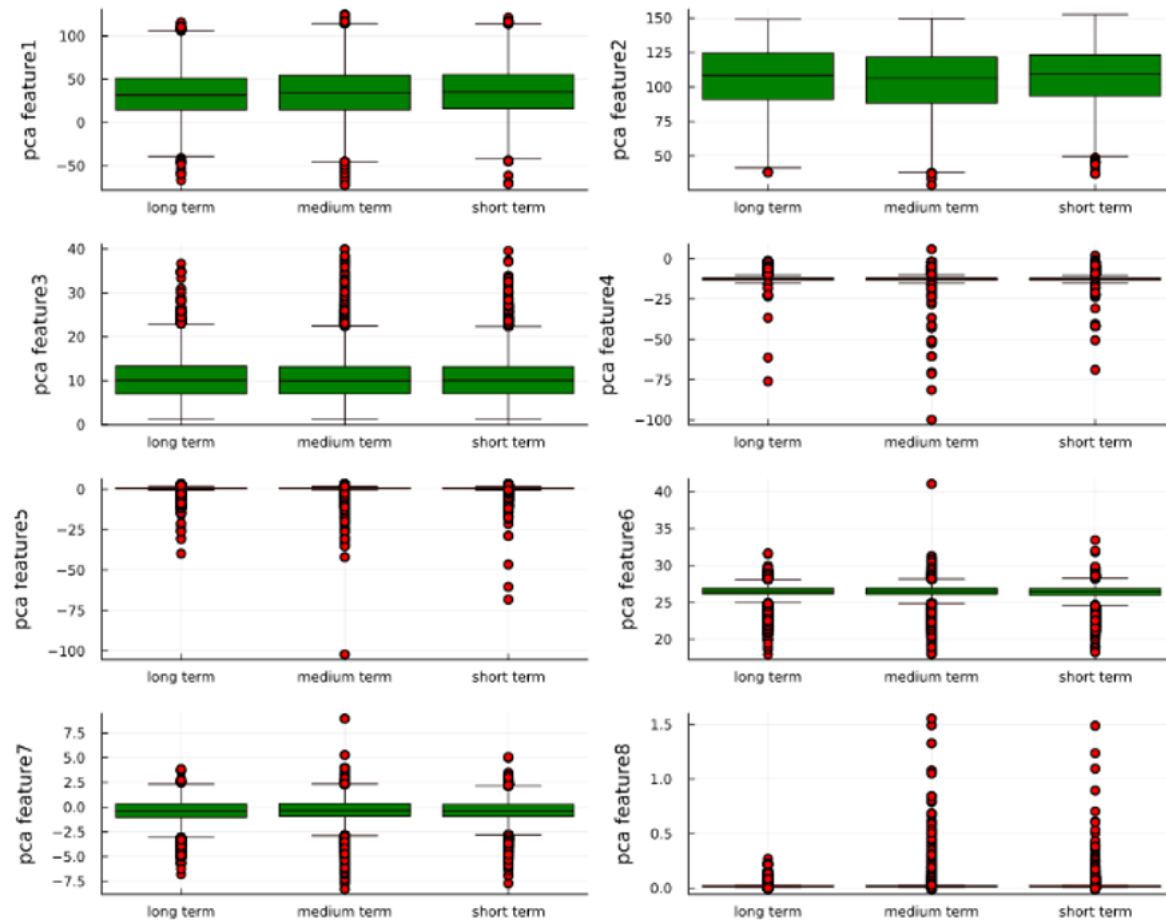 pca feature1
100
50
0
−50
long term
medium term
short term
pca feature2
150
125
100
75
50
long term
medium term
short term
pca feature3
40
30
20
10
0
long term
medium term
short term
pca feature4
0
−25
−50
−75
−100
long term
medium term
short term
pca feature5
0
−25
−50
−75
−100
long term
medium term
short term
pca feature6
40
35
30
25
20
long term
medium term
short term
pca feature7
7.5
5.0
2.5
0.0
−2.5
−5.0
−7.5
long term
medium term
short term
pca feature8
1.5
1.0
0.5
0.0
long term
medium term
short term